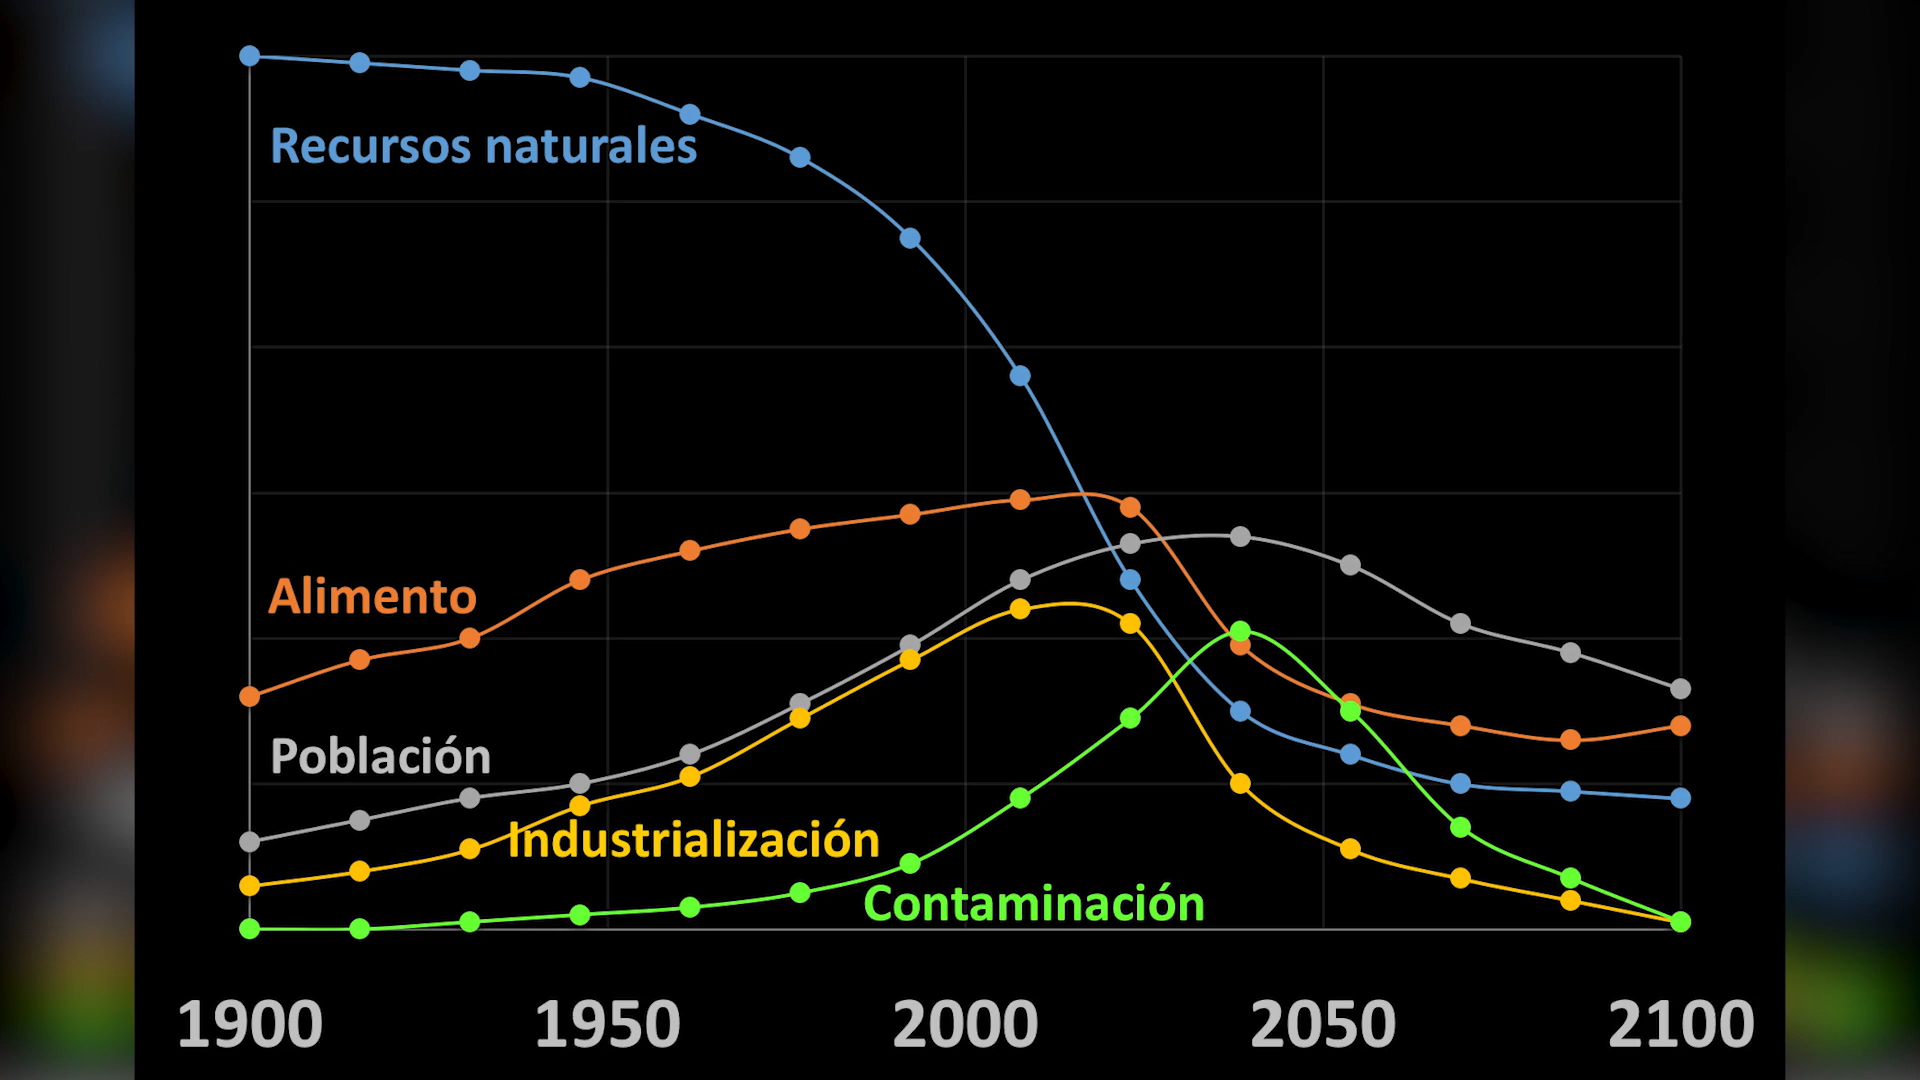 Recursos naturales
Alimento
Población
Industrialización
Contaminación
1900 1950 2000 2050 2100